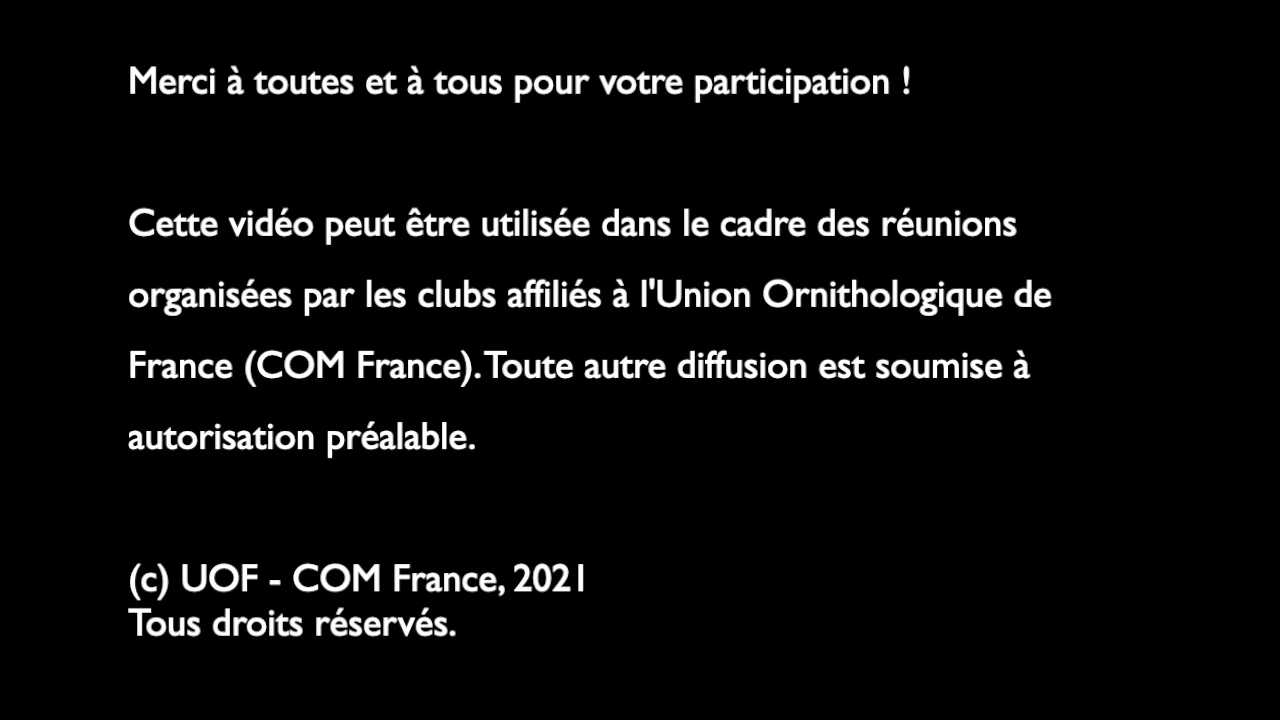 Merci à toutes et à tous pour votre participation !
Cette vidéo peut être utilisée dans le cadre des réunions
organisées par les clubs affiliés à l'Union Ornithologique de
France (COM France). Toute autre diffusion est soumise à
autorisation préalable.
(c) UOF - COM France, 2021
Tous droits réservés.